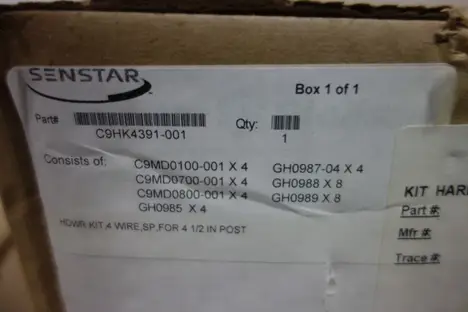 SENSTAR
Box 1 of 1
Part# C9HK4391-001
Qty: 1
Consists of: C9MD0100-001 X 4 GH0987-04 X 4
C9MD0700-001 X 4 GH0988 X 8
C9MD0800-001 X 4 GH0989 X 8
GH0985 X 4
HDWR KIT,4 WIRE,SP,FOR 4 1/2 IN POST
KIT HAR
Part #:
Mfr #:
Trace #: